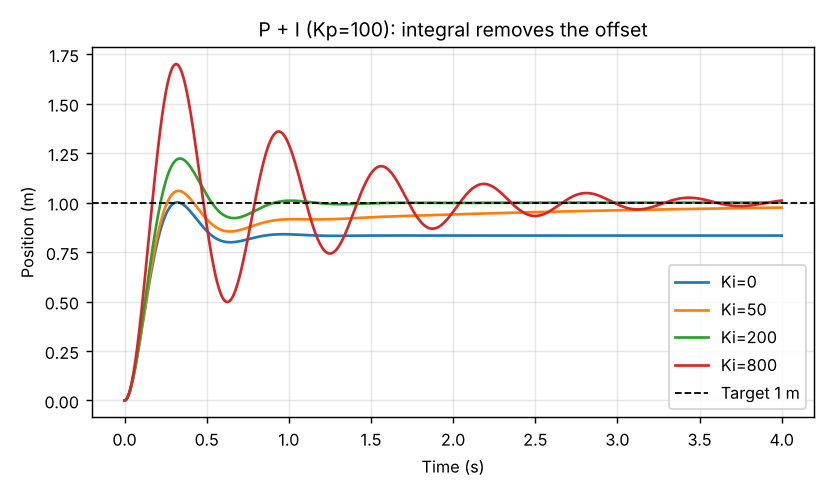 P + I (Kp=100): integral removes the offset
Position (m)
1.75
1.50
1.25
1.00
0.75
0.50
0.25
0.00
Ki=0
Ki=50
Ki=200
Ki=800
Target 1 m
0.0 0.5 1.0 1.5 2.0 2.5 3.0 3.5 4.0
Time (s)